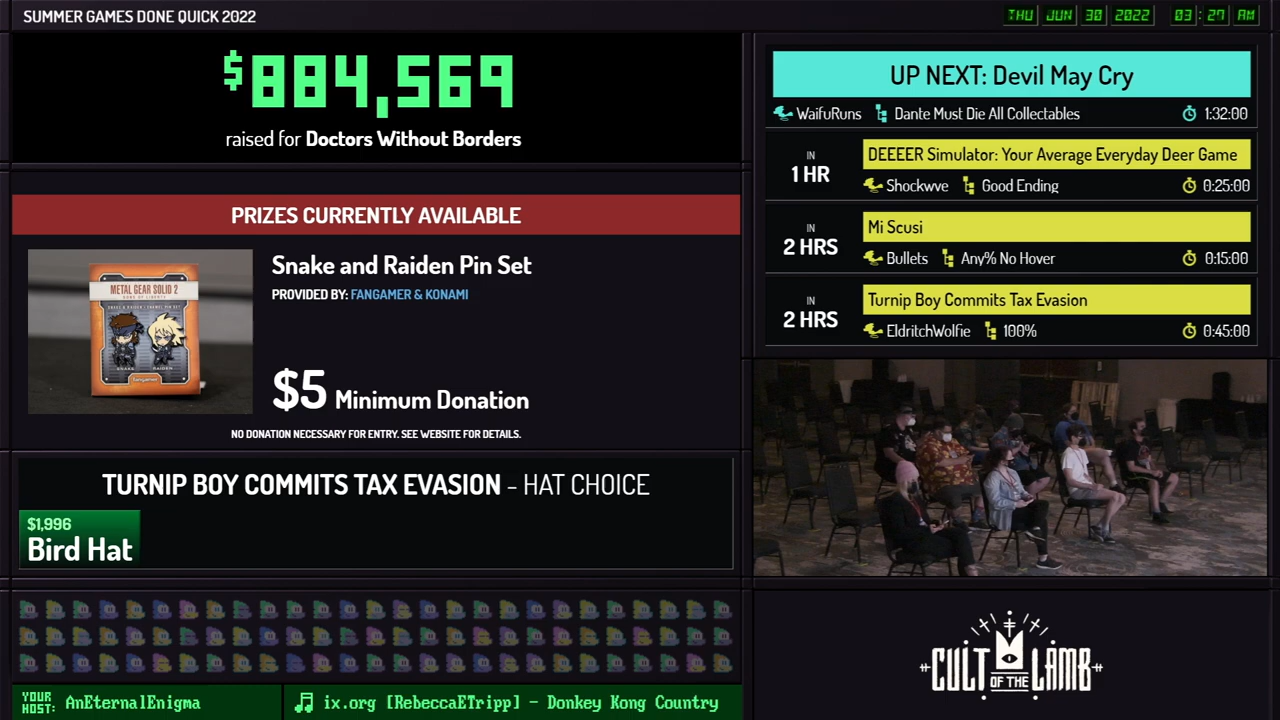 SUMMER GAMES DONE QUICK 2022
THU JUN 30 2022 03:27 AM
$884,569
raised for Doctors Without Borders
PRIZES CURRENTLY AVAILABLE
METAL GEAR SOLID 2
SONS OF LIBERTY
SNAKE
RAIDEN
fangamer
Snake and Raiden Pin Set
PROVIDED BY: FANGAMER & KONAMI
$5 Minimum Donation
NO DONATION NECESSARY FOR ENTRY. SEE WEBSITE FOR DETAILS.
TURNIP BOY COMMITS TAX EVASION - HAT CHOICE
$1,996
Bird Hat
YOUR HOST: AnEternalEnigma
ix.org [RebeccaETripp] - Donkey Kong Country
UP NEXT: Devil May Cry
WaifuRuns Dante Must Die All Collectables 1:32:00
IN 1 HR
DEEEER Simulator: Your Average Everyday Deer Game
Shockwve Good Ending 0:25:00
IN 2 HRS
Mi Scusi
Bullets Any% No Hover 0:15:00
IN 2 HRS
Turnip Boy Commits Tax Evasion
EldritchWolfie 100% 0:45:00
CULT OF THE LAMB